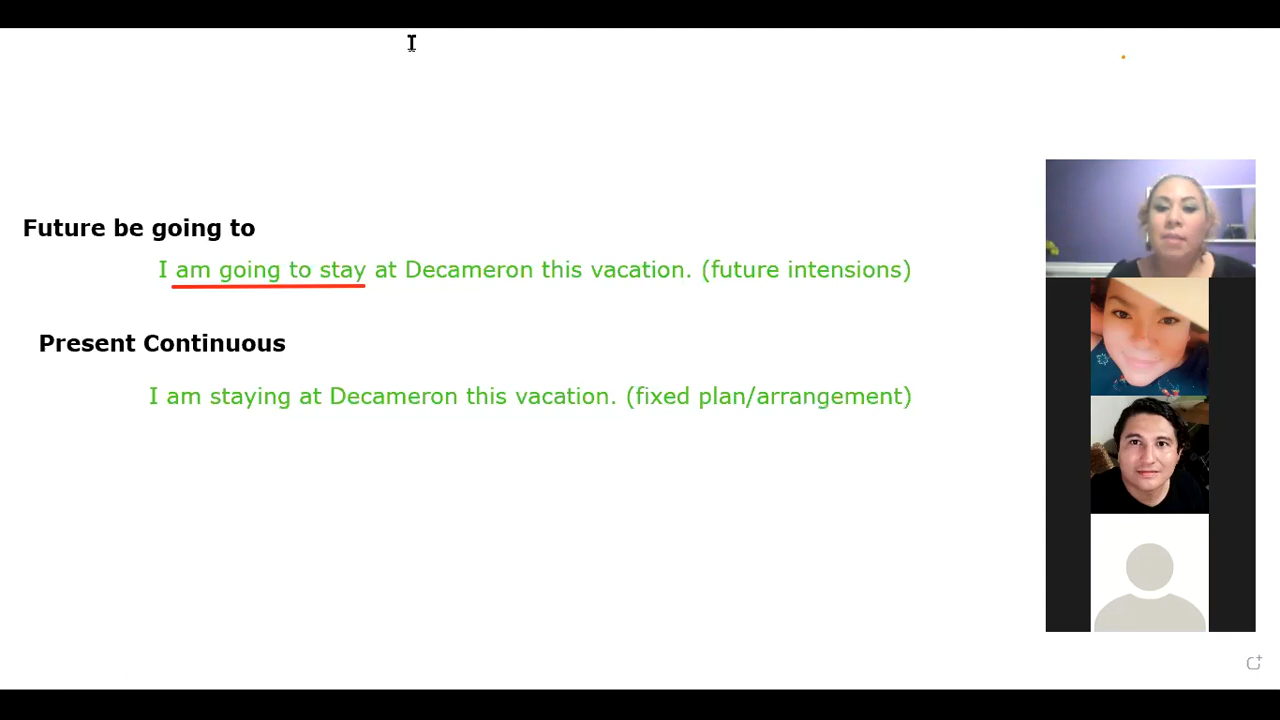 Future be going to
I am going to stay at Decameron this vacation. (future intensions)
Present Continuous
I am staying at Decameron this vacation. (fixed plan/arrangement)